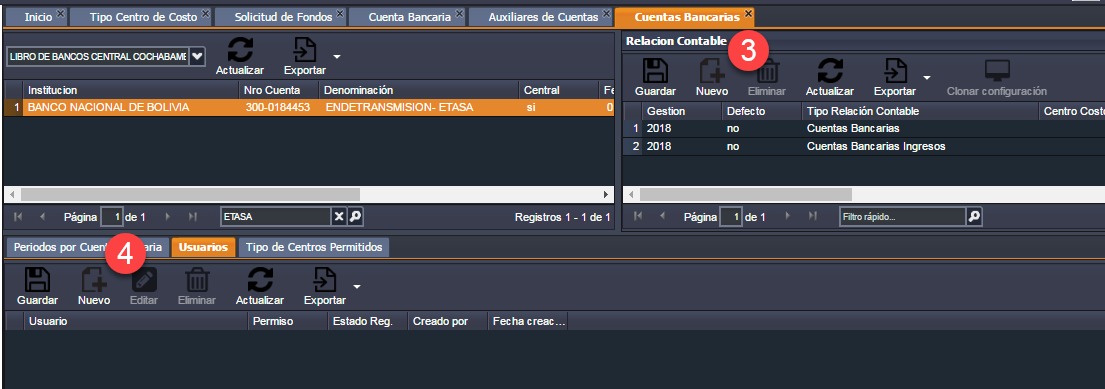 Inicio Tipo Centro de Costo Solicitud de Fondos Cuenta Bancaria Auxiliares de Cuentas Cuentas Bancarias
LIBRO DE BANCOS CENTRAL COCHABAME
Actualizar Exportar
Institucion Nro Cuenta Denominación Central Fe
1 BANCO NACIONAL DE BOLIVIA 300-0184453 ENDETRANSMISION- ETASA si 0
Página 1 de 1 ETASA Registros 1 - 1 de 1
Relacion Contable 3
Guardar Nuevo Eliminar Actualizar Exportar Clonar configuración
Gestion Defecto Tipo Relación Contable Centro Costo
1 2018 no Cuentas Bancarias
2 2018 no Cuentas Bancarias Ingresos
Página 1 de 1 Filtro rápido...
Periodos por Cuenta aria Usuarios Tipo de Centros Permitidos
4
Guardar Nuevo Editar Eliminar Actualizar Exportar
Usuario Permiso Estado Reg. Creado por Fecha creac...